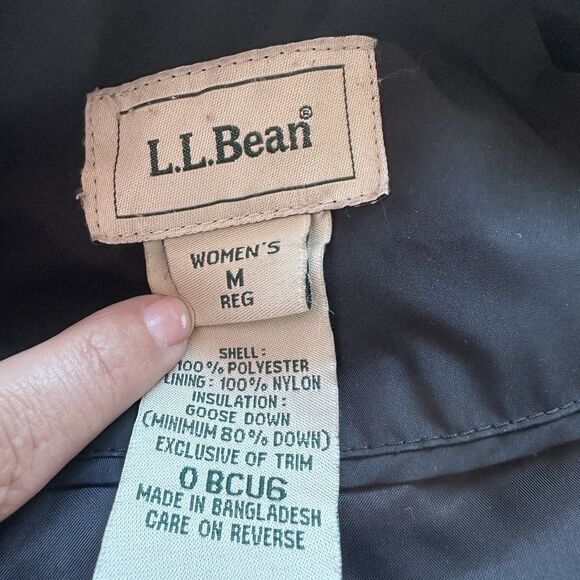 L.L.Bean®
WOMEN'S
M
REG
SHELL:
100% POLYESTER
LINING: 100% NYLON
INSULATION:
GOOSE DOWN
(MINIMUM 80% DOWN)
EXCLUSIVE OF TRIM
0 BCU6
MADE IN BANGLADESH
CARE ON REVERSE